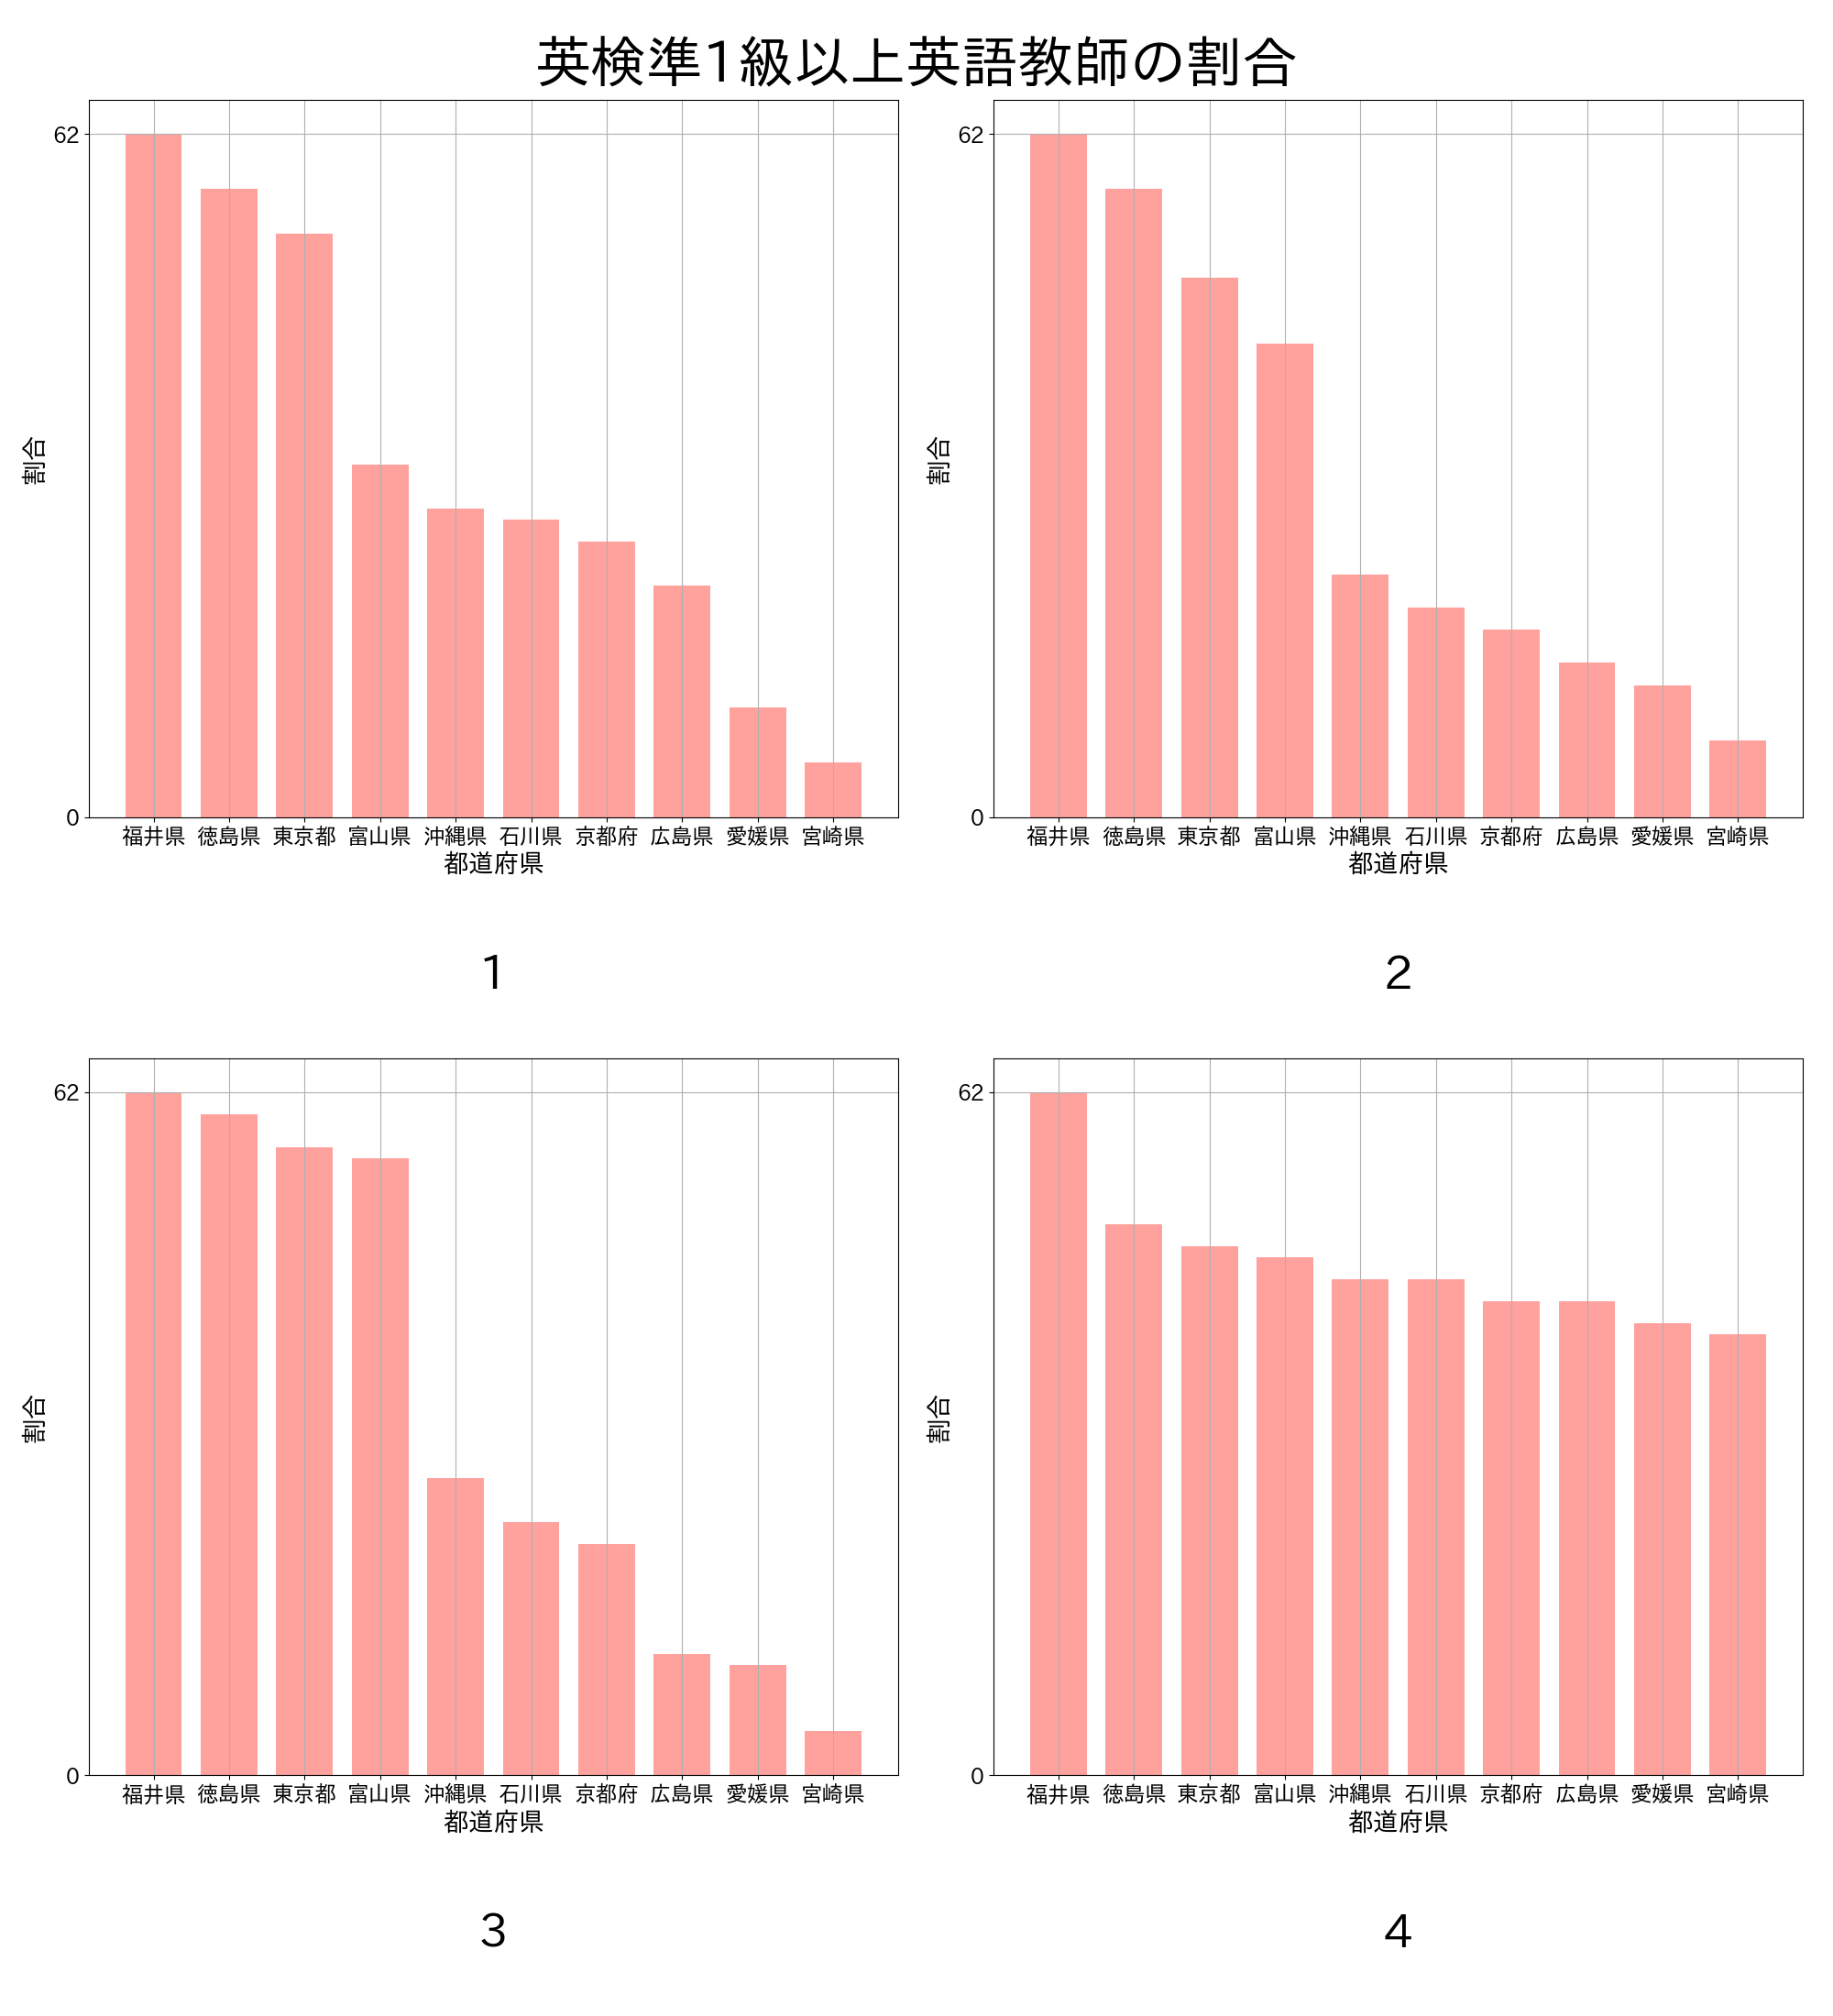 英検準1級以上英語教師の割合
62
0
割合
福井県 徳島県 東京都 富山県 沖縄県 石川県 京都府 広島県 愛媛県 宮崎県
都道府県
1
62
0
割合
福井県 徳島県 東京都 富山県 沖縄県 石川県 京都府 広島県 愛媛県 宮崎県
都道府県
2
62
0
割合
福井県 徳島県 東京都 富山県 沖縄県 石川県 京都府 広島県 愛媛県 宮崎県
都道府県
3
62
0
割合
福井県 徳島県 東京都 富山県 沖縄県 石川県 京都府 広島県 愛媛県 宮崎県
都道府県
4